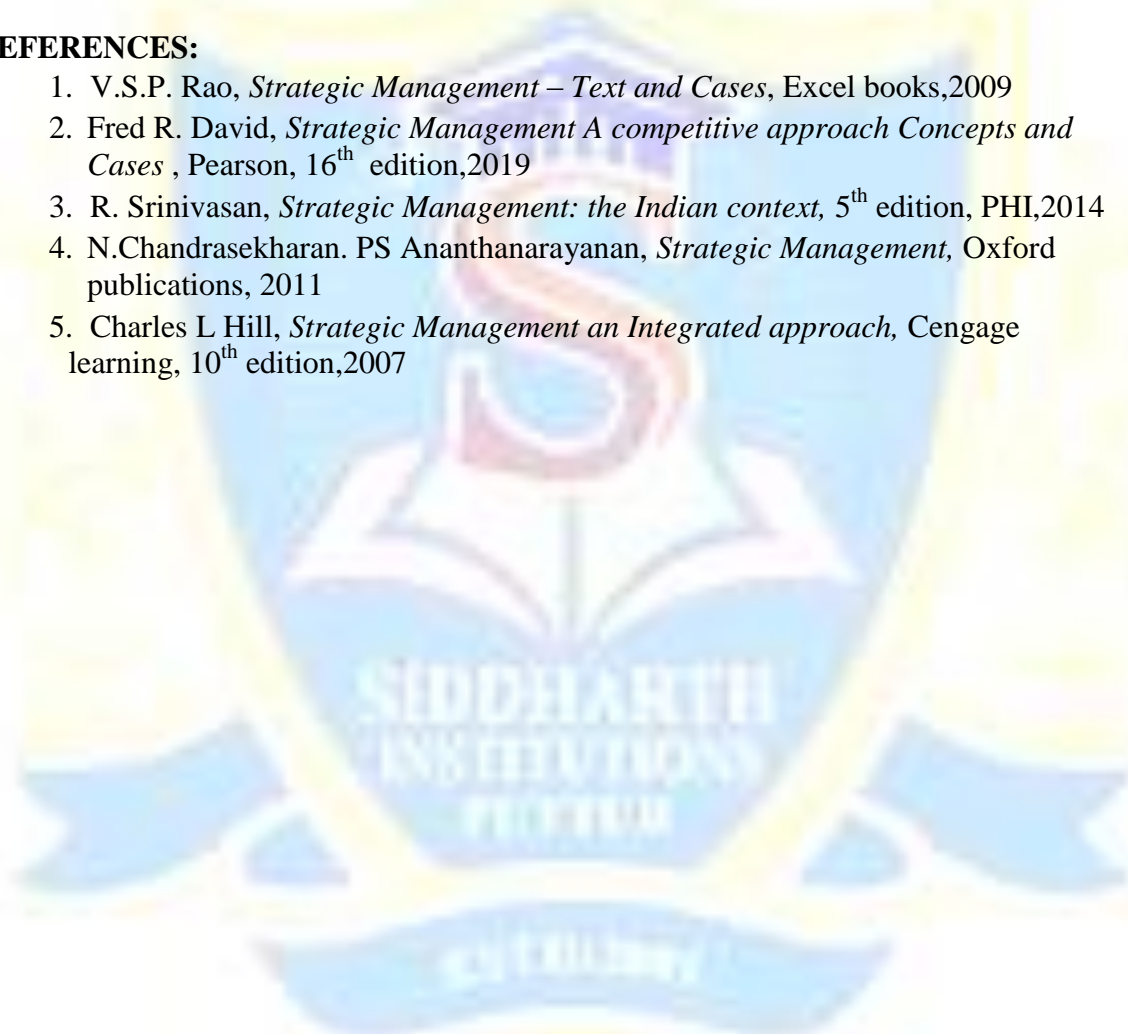 EFERENCES:
1. V.S.P. Rao, Strategic Management – Text and Cases, Excel books,2009
2. Fred R. David, Strategic Management A competitive approach Concepts and
Cases , Pearson, 16th edition,2019
3. R. Srinivasan, Strategic Management: the Indian context, 5th edition, PHI,2014
4. N.Chandrasekharan. PS Ananthanarayanan, Strategic Management, Oxford
publications, 2011
5. Charles L Hill, Strategic Management an Integrated approach, Cengage
learning, 10th edition,2007
S
SIDDHARTH
INSTITUTIONS